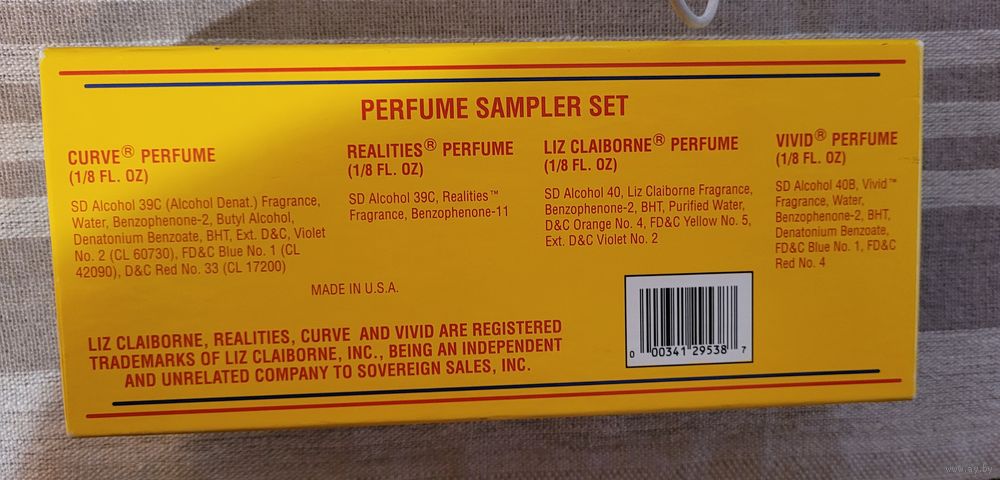 PERFUME SAMPLER SET
CURVE® PERFUME
(1/8 FL. OZ)
SD Alcohol 39C (Alcohol Denat.) Fragrance,
Water, Benzophenone-2, Butyl Alcohol,
Denatonium Benzoate, BHT, Ext. D&C, Violet
No. 2 (CL 60730), FD&C Blue No. 1 (CL
42090), D&C Red No. 33 (CL 17200)
REALITIES® PERFUME
(1/8 FL. OZ)
SD Alcohol 39C, Realities™
Fragrance, Benzophenone-11
LIZ CLAIBORNE® PERFUME
(1/8 FL. OZ)
SD Alcohol 40, Liz Claiborne Fragrance,
Benzophenone-2, BHT, Purified Water,
D&C Orange No. 4, FD&C Yellow No. 5,
Ext. D&C Violet No. 2
VIVID® PERFUME
(1/8 FL. OZ)
SD Alcohol 40B, Vivid™
Fragrance, Water,
Benzophenone-2, BHT,
Denatonium Benzoate,
FD&C Blue No. 1, FD&C
Red No. 4
MADE IN U.S.A.
LIZ CLAIBORNE, REALITIES, CURVE AND VIVID ARE REGISTERED
TRADEMARKS OF LIZ CLAIBORNE, INC., BEING AN INDEPENDENT
AND UNRELATED COMPANY TO SOVEREIGN SALES, INC.
0 00341 29538 7
www.ay.by